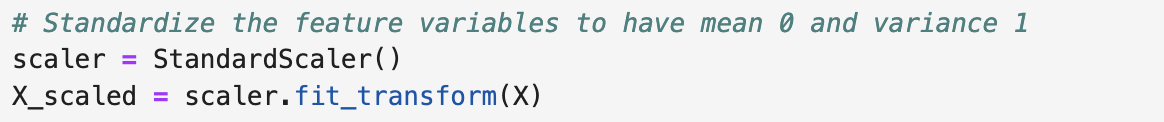 # Standardize the feature variables to have mean 0 and variance 1
scaler = StandardScaler()
X_scaled = scaler.fit_transform(X)